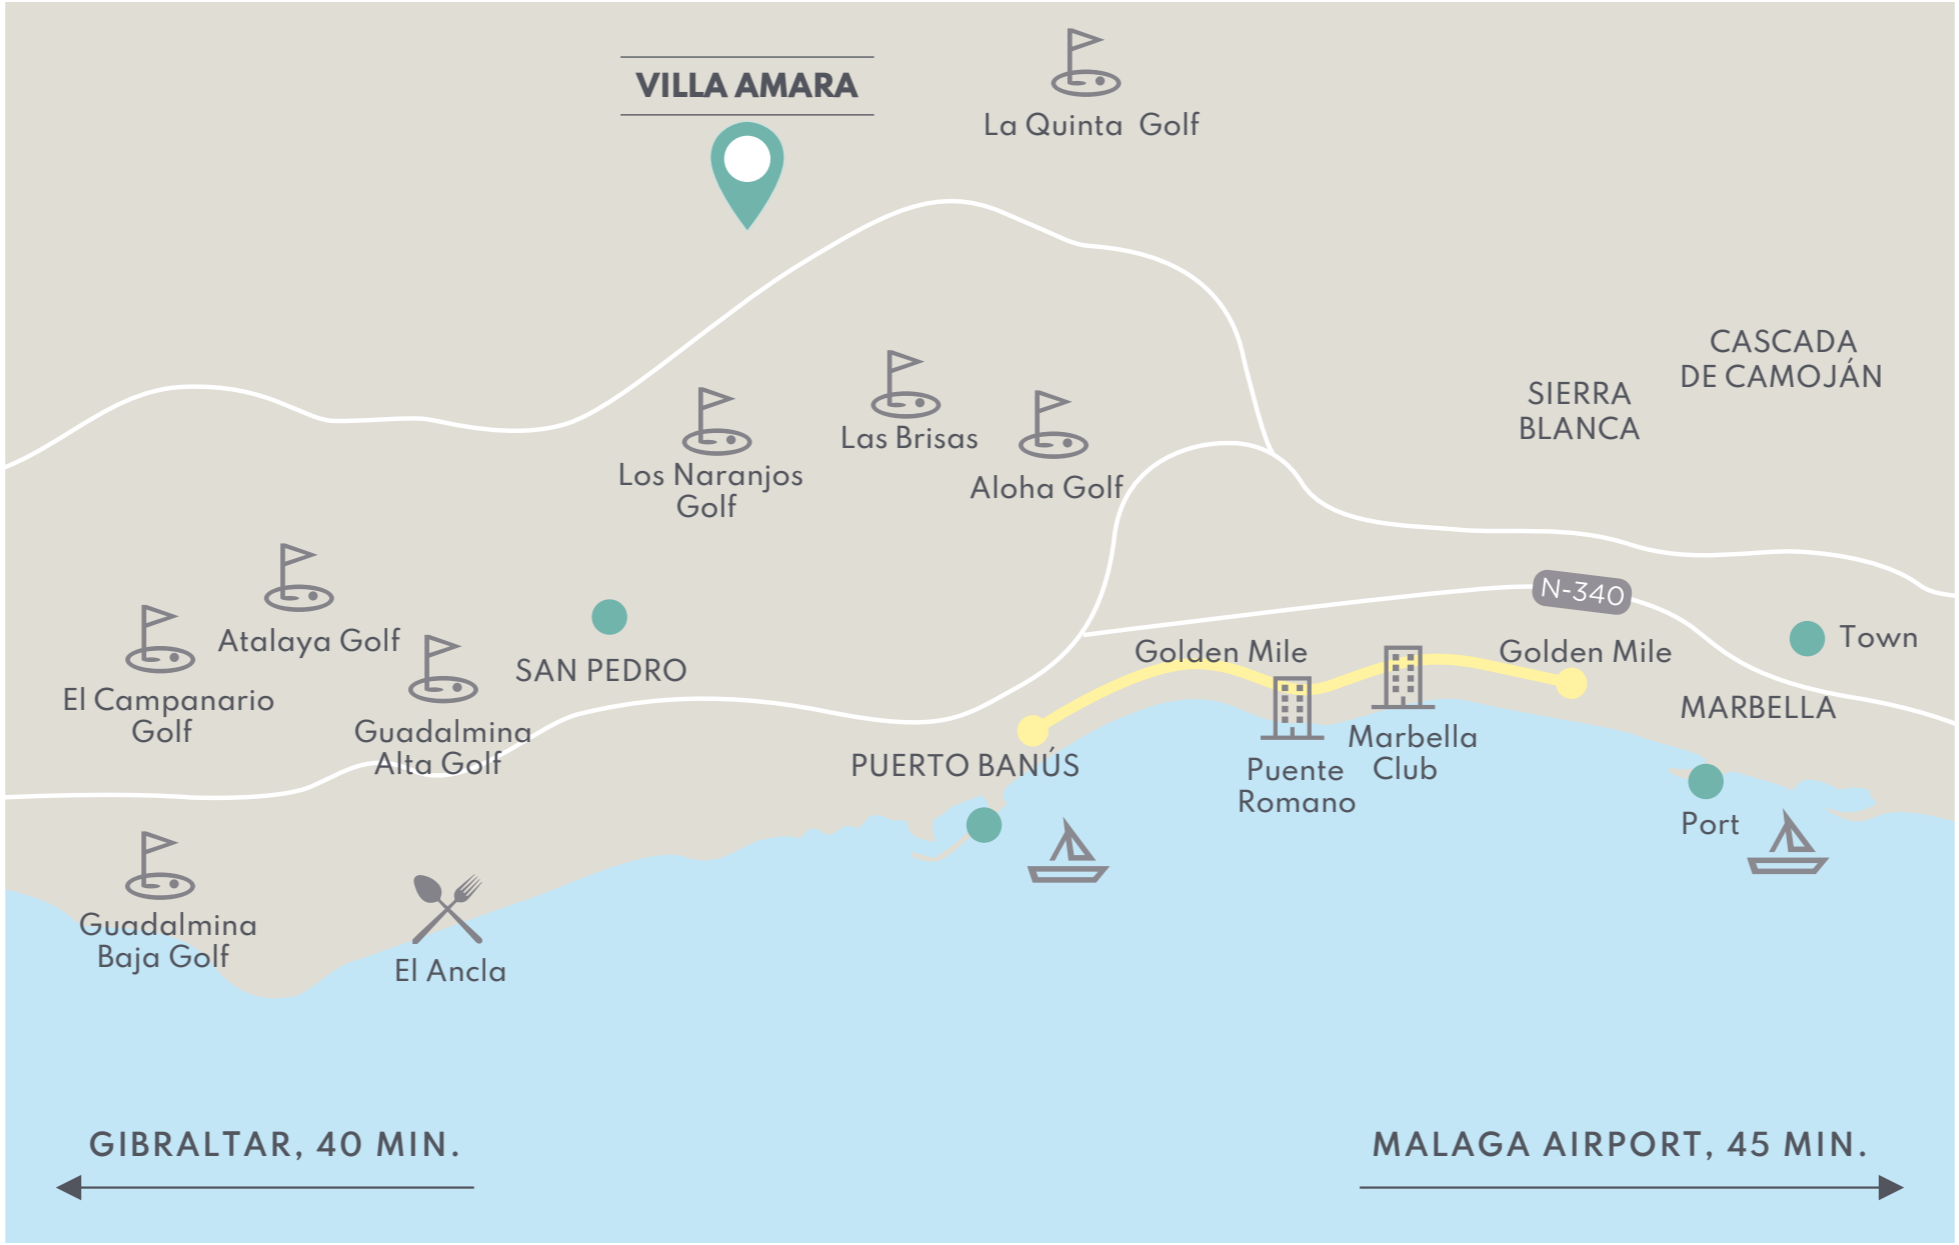 VILLA AMARA
La Quinta Golf
CASCADA
DE CAMOJÁN
SIERRA
BLANCA
Las Brisas
Los Naranjos
Golf
Aloha Golf
N-340
Atalaya Golf
El Campanario
Golf
Guadalmina
Alta Golf
SAN PEDRO
Golden Mile
Golden Mile
Town
MARBELLA
PUERTO BANÚS
Puente
Romano
Marbella
Club
Port
Guadalmina
Baja Golf
El Ancla
GIBRALTAR, 40 MIN.
MALAGA AIRPORT, 45 MIN.